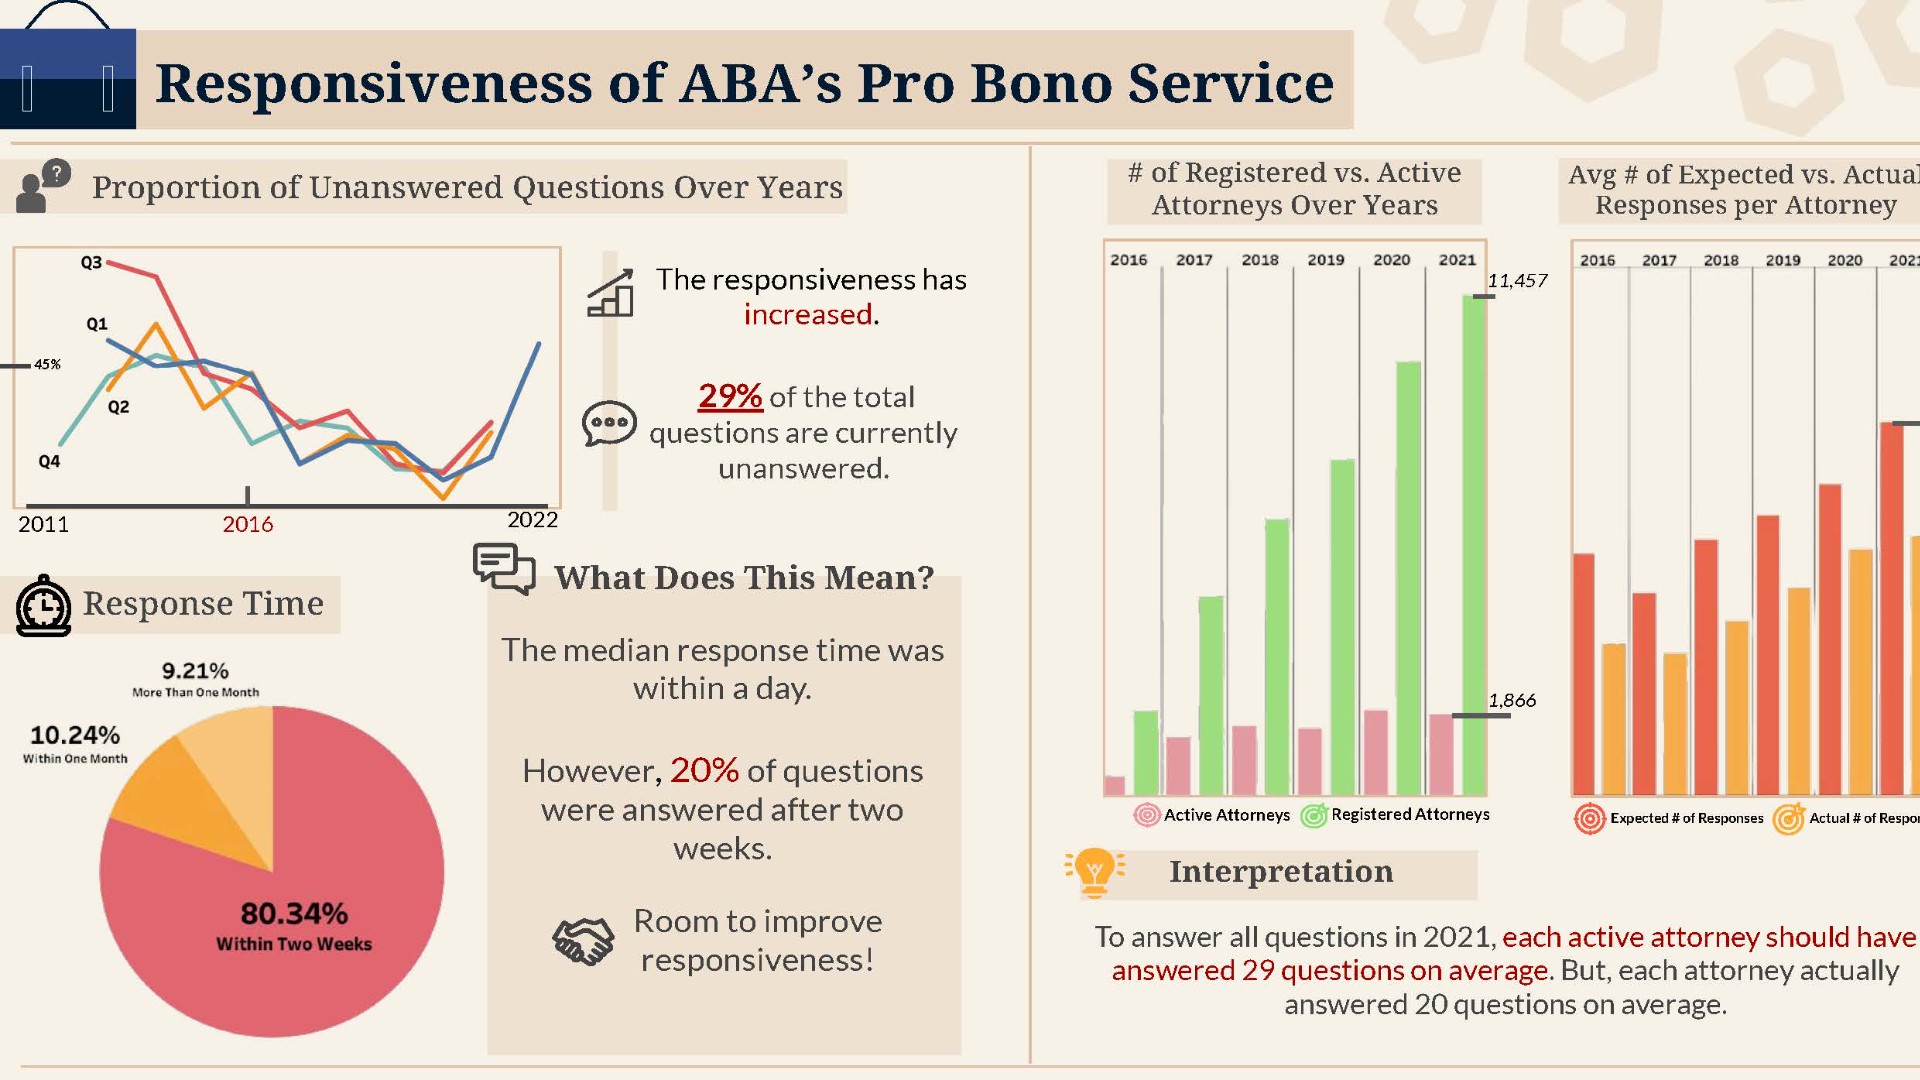 Responsiveness of ABA’s Pro Bono Service
?
Proportion of Unanswered Questions Over Years
Q3
Q1
45%
Q2
Q4
2011
2016
2022
The responsiveness has
increased.
29% of the total
questions are currently
unanswered.
Response Time
9.21%
More Than One Month
10.24%
Within One Month
80.34%
Within Two Weeks
What Does This Mean?
The median response time was
within a day.
However, 20% of questions
were answered after two
weeks.
Room to improve
responsiveness!
# of Registered vs. Active
Attorneys Over Years
2016 2017 2018 2019 2020 2021
11,457
1,866
Active Attorneys Registered Attorneys
Avg # of Expected vs. Actual
Responses per Attorney
2016 2017 2018 2019 2020 2021
Expected # of Responses Actual # of Respon
Interpretation
To answer all questions in 2021, each active attorney should have
answered 29 questions on average. But, each attorney actually
answered 20 questions on average.